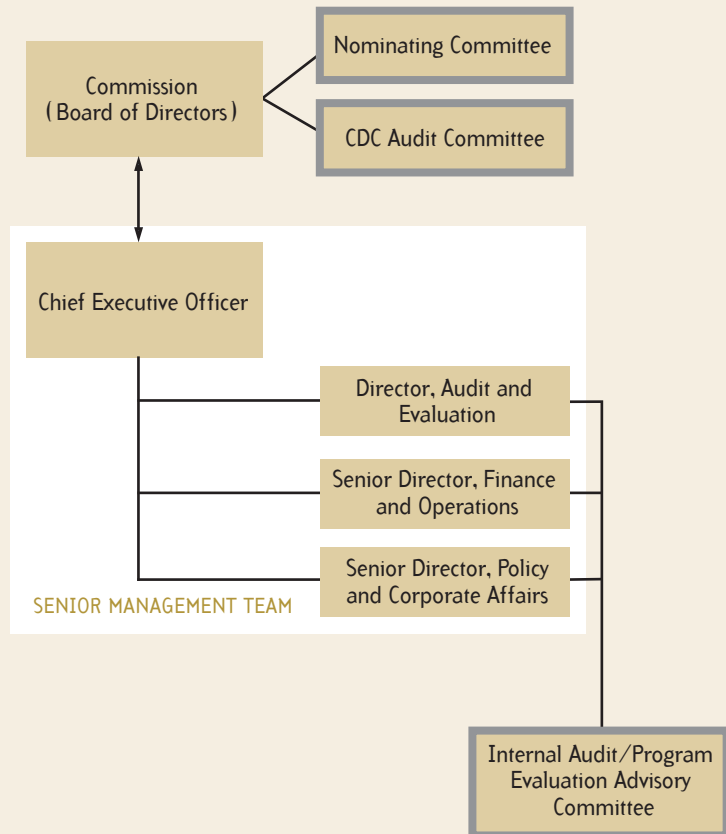 Nominating Committee
Commission
(Board of Directors)
CDC Audit Committee
Chief Executive Officer
Director, Audit and
Evaluation
Senior Director, Finance
and Operations
Senior Director, Policy
and Corporate Affairs
SENIOR MANAGEMENT TEAM
Internal Audit/Program
Evaluation Advisory
Committee